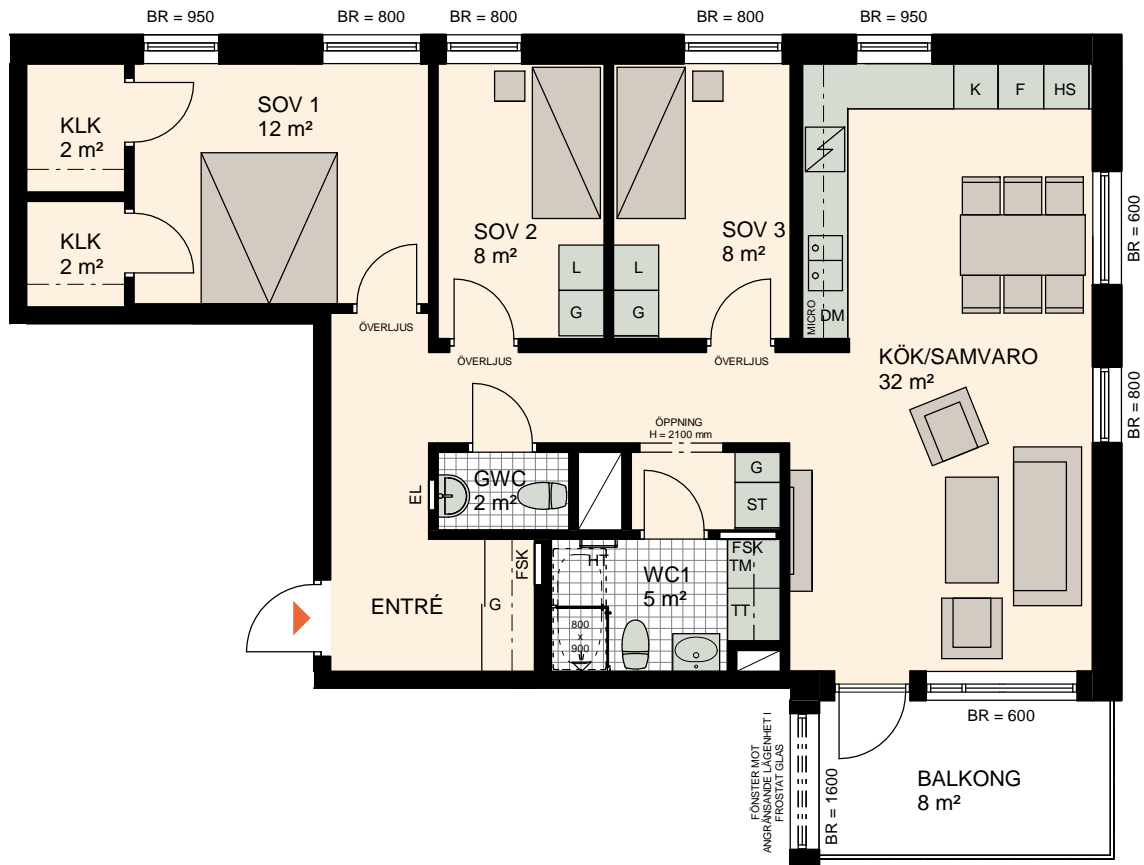 BR = 950
BR = 800
BR = 800
BR = 800
BR = 950
KLK
2 m²
SOV 1
12 m²
K
F
HS
KLK
2 m²
SOV 2
8 m²
SOV 3
8 m²
BR = 600
L
G
L
G
MICRO
DM
ÖVERLJUS
ÖVERLJUS
ÖVERLJUS
KÖK/SAMVARO
32 m²
BR = 800
ÖPPNING
H = 2100 mm
EL
GWC
2 m²
G
ST
FSK
HT
WC1
5 m²
FSK
TM
TT
ENTRÉ
G
800
x
900
BR = 600
FÖNSTER MOT
ANGRÄNSANDE LÄGENHET I
FROSTAT GLAS
BR = 1600
BALKONG
8 m²